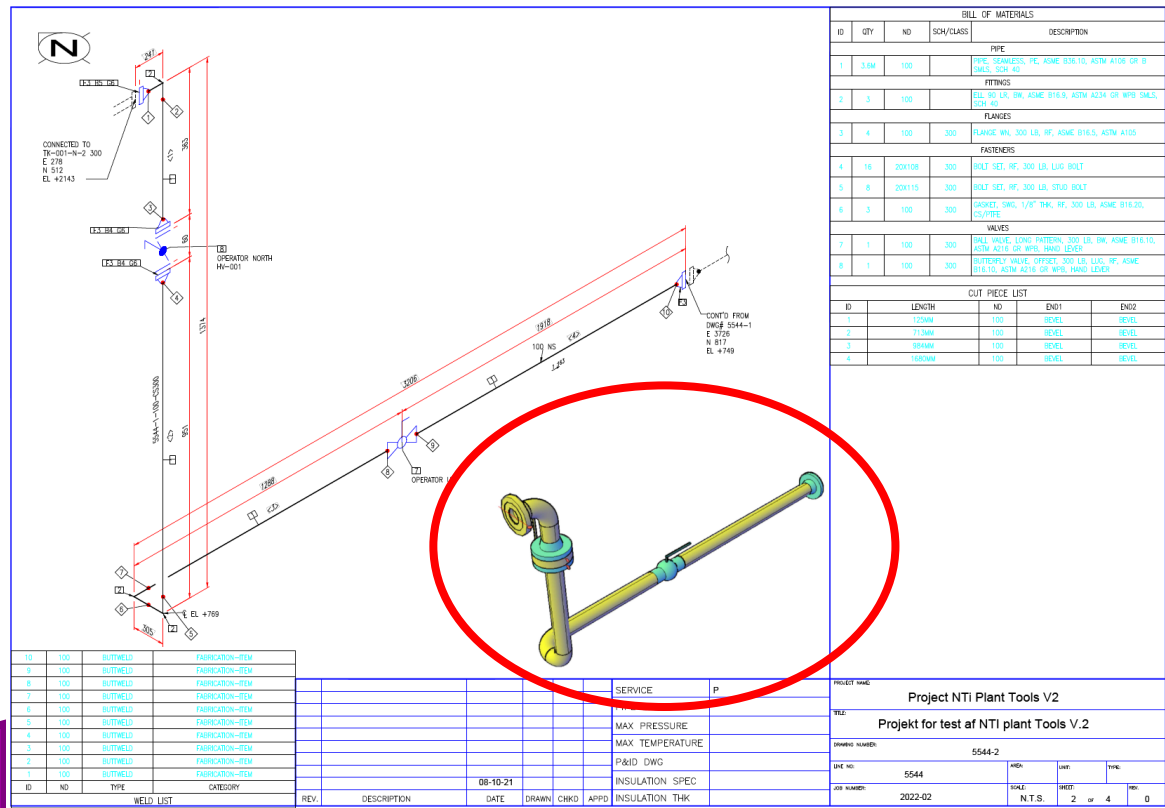 N
241
2
F3 B5 G6
1
2
CONNECTED TO
TK-001-N-2 300
E 278
N 512
EL +2143
363
1
3
F3 B4 G6
8
OPERATOR NORTH
HV-001
F3 B4 G6
4
1374
5544-1-100-CS300
951
1
10
F3
CONT'D FROM
DWG# 5544-1
E 3726
N 817
EL +749
1918
<4>
100 NS
3206
1
9
8
7
1288
1
7
2
6
EL +769
305
2
5
BILL OF MATERIALS
ID QTY ND SCH/CLASS DESCRIPTION
PIPE
1 3.6M 100 PIPE, SEAMLESS, PE, ASME B36.10, ASTM A106 GR B
SMLS, SCH 40
FITTINGS
2 3 100 ELL 90 LR, BW, ASME B16.9, ASTM A234 GR WPB SMLS,
SCH 40
FLANGES
3 4 100 300 FLANGE WN, 300 LB, RF, ASME B16.5, ASTM A105
FASTENERS
4 16 20X108 300 BOLT SET, RF, 300 LB, LUG BOLT
5 8 20X115 300 BOLT SET, RF, 300 LB, STUD BOLT
6 3 100 300 GASKET, SWG, 1/8" THK, RF, 300 LB, ASME B16.20,
CS/PTFE
VALVES
7 1 100 300 BALL VALVE, LONG PATTERN, 300 LB, BW, ASME B16.10,
ASTM A216 GR WPB, HAND LEVER
8 1 100 300 BUTTERFLY VALVE, OFFSET, 300 LB, LUG, RF, ASME
B16.10, ASTM A216 GR WPB, HAND LEVER
CUT PIECE LIST
ID LENGTH ND END1 END2
1 125MM 100 BEVEL BEVEL
2 713MM 100 BEVEL BEVEL
3 984MM 100 BEVEL BEVEL
4 1680MM 100 BEVEL BEVEL
10 100 BUTTWELD FABRICATION-ITEM
9 100 BUTTWELD FABRICATION-ITEM
8 100 BUTTWELD FABRICATION-ITEM
7 100 BUTTWELD FABRICATION-ITEM
6 100 BUTTWELD FABRICATION-ITEM
5 100 BUTTWELD FABRICATION-ITEM
4 100 BUTTWELD FABRICATION-ITEM
3 100 BUTTWELD FABRICATION-ITEM
2 100 BUTTWELD FABRICATION-ITEM
1 100 BUTTWELD FABRICATION-ITEM
ID ND TYPE CATEGORY
WELD LIST
08-10-21
REV. DESCRIPTION DATE DRAWN CHKD APPD
SERVICE P
MAX PRESSURE
MAX TEMPERATURE
P&ID DWG
INSULATION SPEC
INSULATION THK
PROJECT NAME:
Project NTi Plant Tools V2
TITLE:
Projekt for test af NTI plant Tools V.2
DRAWING NUMBER:
5544-2
LINE NO: AREA: UNIT: TYPE:
5544
JOB NUMBER: SCALE: SHEET: REV.
2022-02 N.T.S. 2 OF 4 0